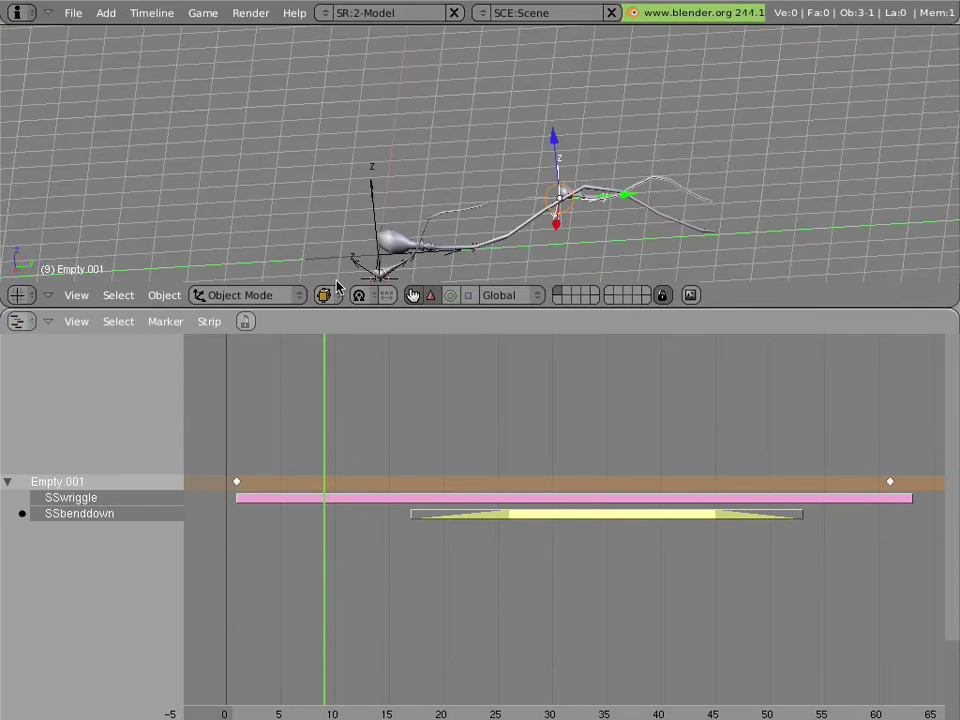 File Add Timeline Game Render Help SR:2-Model SCE:Scene www.blender.org 244.1 Ve:0 | Fa:0 | Ob:3-1 | La:0 | Mem:1
z
z
z
z
y
(9) Empty.001
View Select Object Object Mode Global
View Select Marker Strip
Empty.001
SSwriggle
SSbenddown
-5 0 5 10 15 20 25 30 35 40 45 50 55 60 65